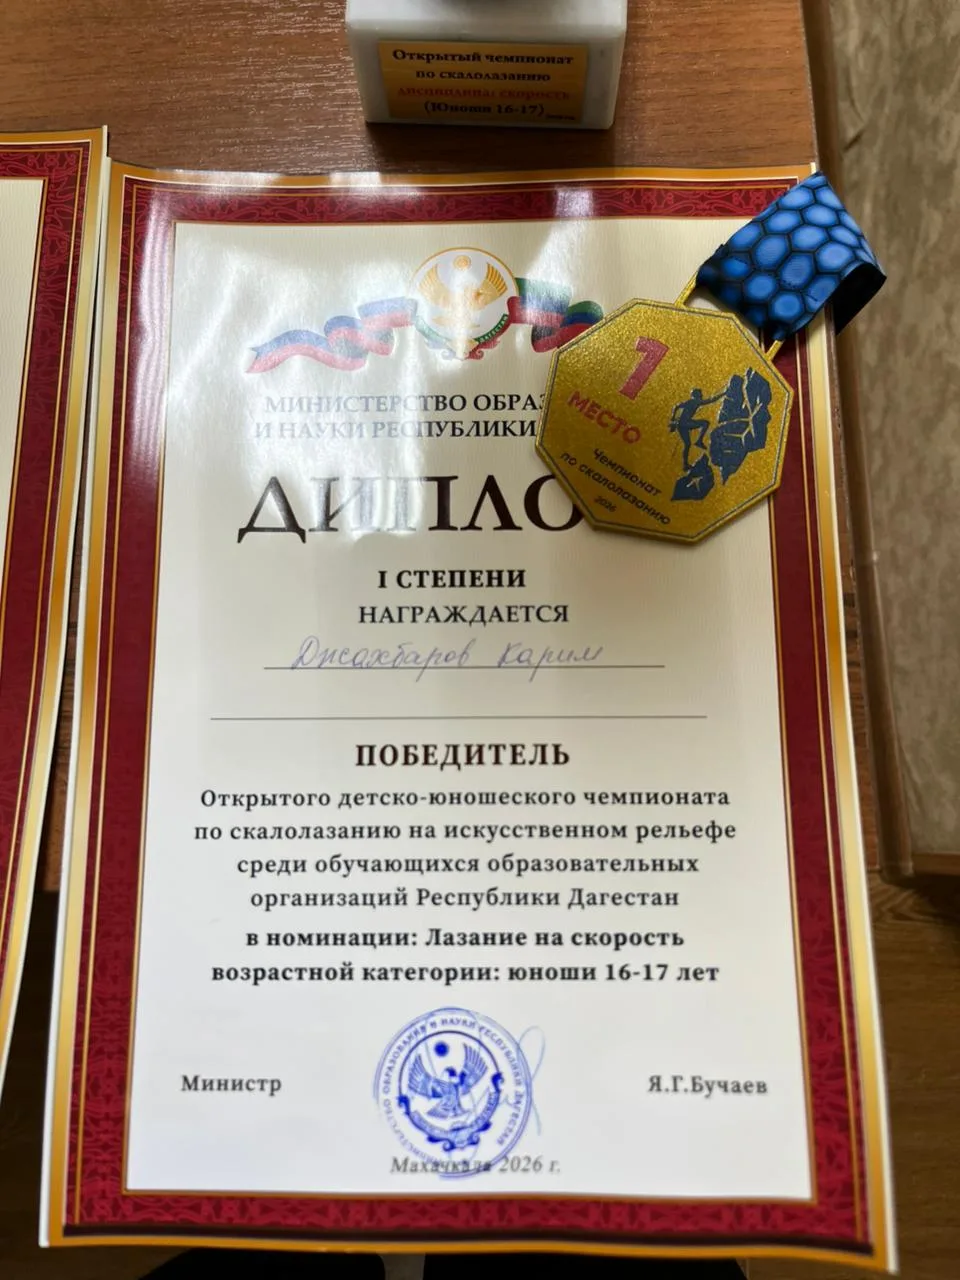 Открытый чемпионат
по скалолазанию
дисциплина: скорость
(Юноши 16-17)
МИНИСТЕРСТВО ОБРАЗ
И НАУКИ РЕСПУБЛИКИ
ДИПЛО
1
МЕСТО
Чемпионат
по скалолазанию
2026
I СТЕПЕНИ
НАГРАЖДАЕТСЯ
Джахбаров Карим
ПОБЕДИТЕЛЬ
Открытого детско-юношеского чемпионата
по скалолазанию на искусственном рельефе
среди обучающихся образовательных
организаций Республики Дагестан
в номинации: Лазание на скорость
возрастной категории: юноши 16-17 лет
Министр
Я.Г.Бучаев
Махачкала 2026 г.